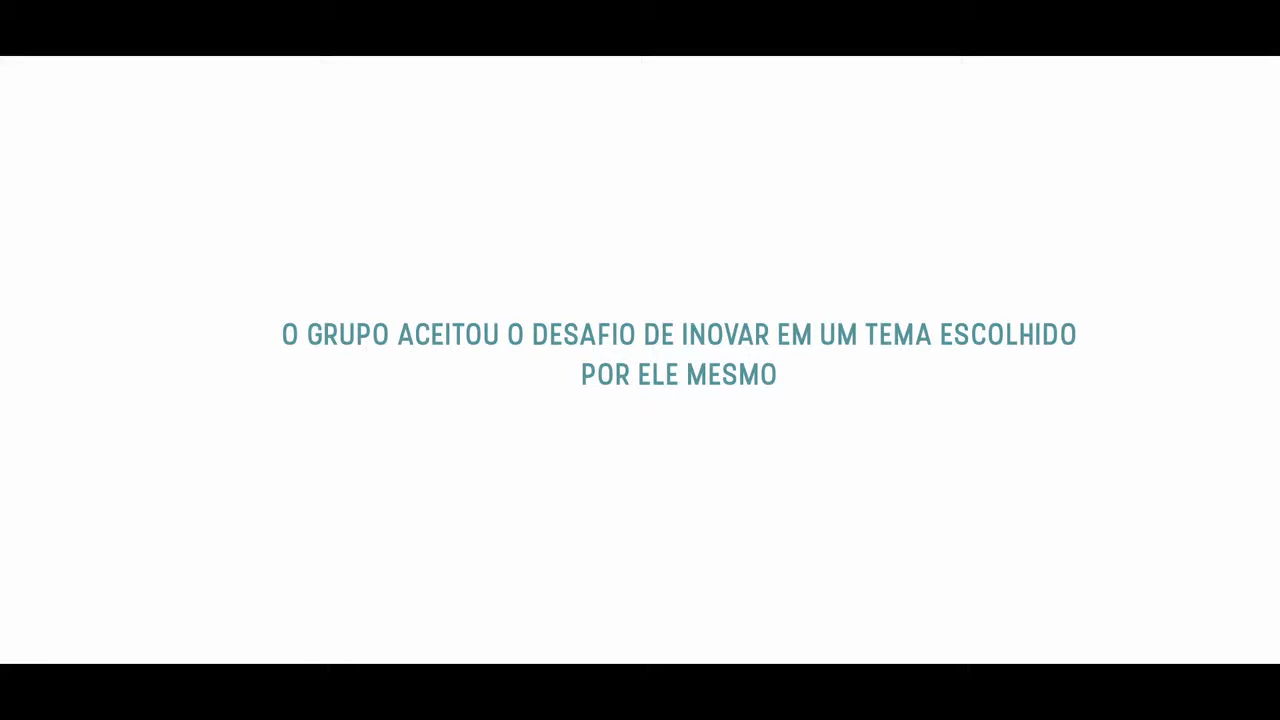 O GRUPO ACEITOU O DESAFIO DE INOVAR EM UM TEMA ESCOLHIDO
POR ELE MESMO